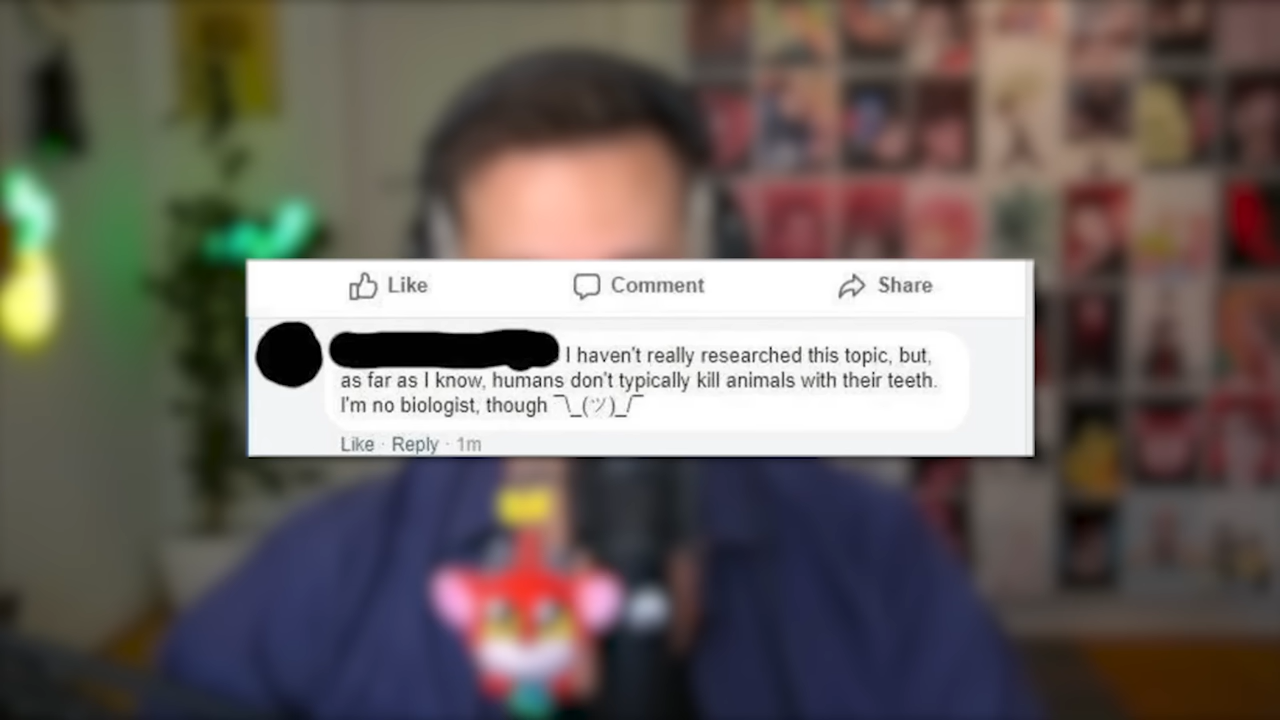 Like Comment Share
I haven't really researched this topic, but,
as far as I know, humans don't typically kill animals with their teeth.
I'm no biologist, though ¯\_(ツ)_/¯
Like · Reply · 1m